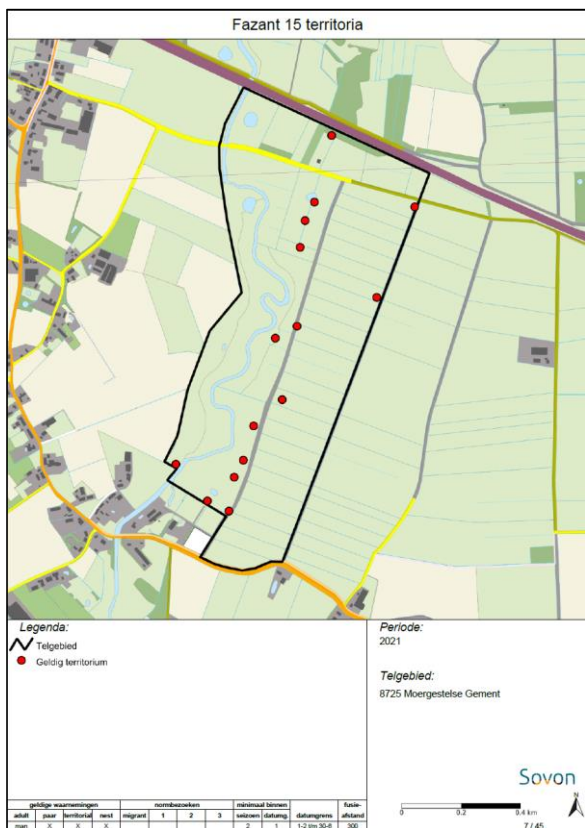 Fazant 15 territoria
Legenda:
Telgebied
Geldig territorium
Periode:
2021
Telgebied:
8725 Moergestelse Gement
Sovon
0 0.2 0.4 km
N
7 / 45
geldige waarnemingen normbezoeken minimaal binnen fusie-
adult paar territorial nest migrant 1 2 3 seizoen datumg. datumgrens afstand
man X X X 2 1 1-2 t/m 30-6 300